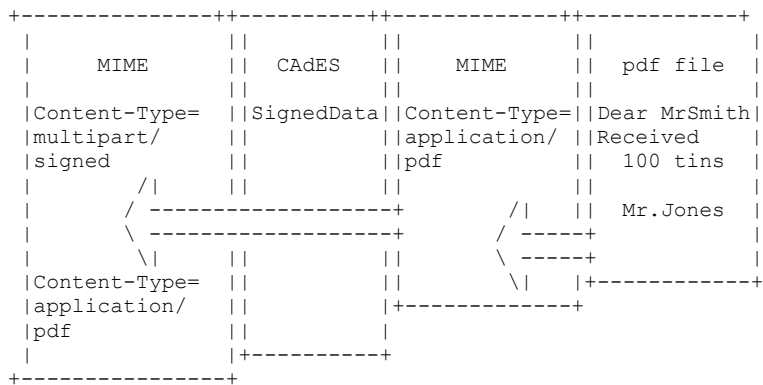 MIME CAdES MIME pdf file
Content-Type= SignedData Content-Type= Dear MrSmith
multipart/ application/ Received
signed pdf 100 tins
Mr.Jones
Content-Type=
application/
pdf